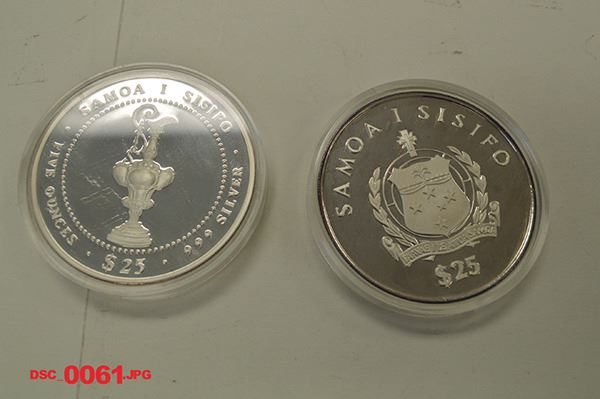 · SAMOA I SISIFO ·
FIVE OUNCES · $25 · .999 SILVER
SAMOA I SISIFO
$25
DSC_0061.JPG